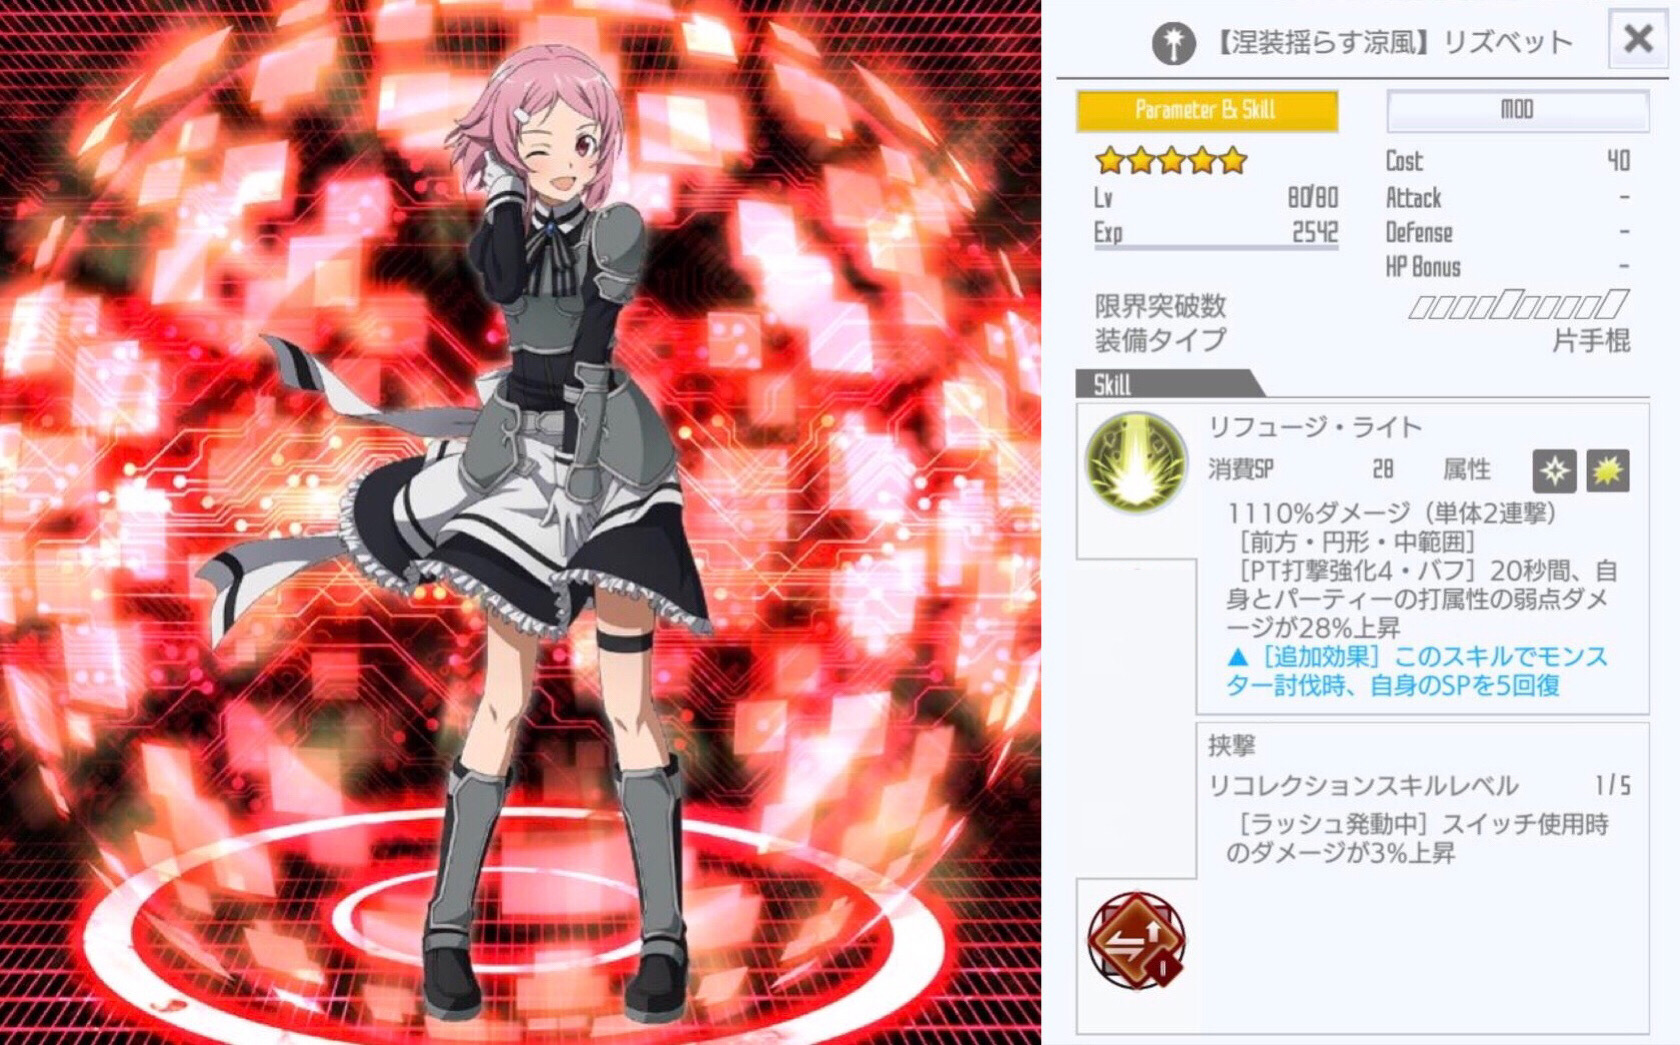 【涅装揺らす涼風】リズベット
Parameter & Skill
MOD
Lv 80/80
Exp 2542
Cost 40
Attack -
Defense -
HP Bonus -
限界突破数
装備タイプ 片手棍
Skill
リフュージ・ライト
消費SP 28 属性
1110%ダメージ（単体2連撃）
［前方・円形・中範囲］
［PT打撃強化4・バフ］20秒間、自
身とパーティーの打属性の弱点ダメ
ージが28%上昇
▲［追加効果］このスキルでモンス
ター討伐時、自身のSPを5回復
挟撃
リコレクションスキルレベル 1/5
［ラッシュ発動中］スイッチ使用時
のダメージが3%上昇